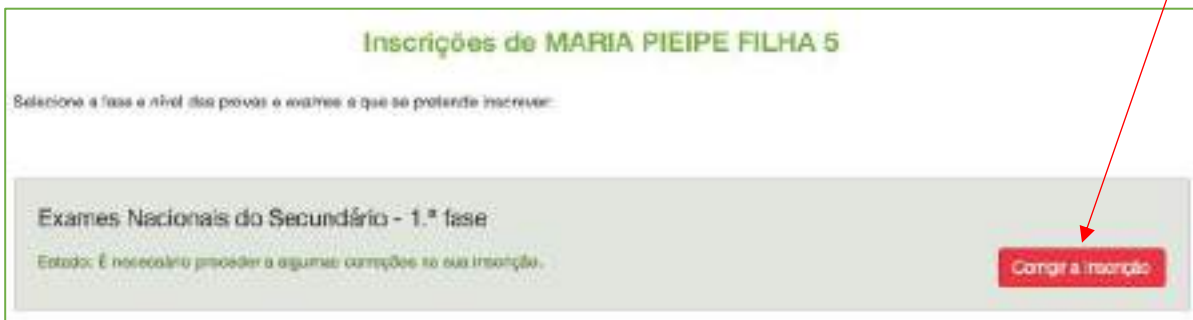 Inscrições de MARIA PIEIPE FILHA 5
Selecione a fase e nível das provas e exames a que se pretende inscrever:
Exames Nacionais do Secundário - 1.ª fase
Estado: É necessário proceder a algumas correções na sua inscrição.
Corrigir a inscrição